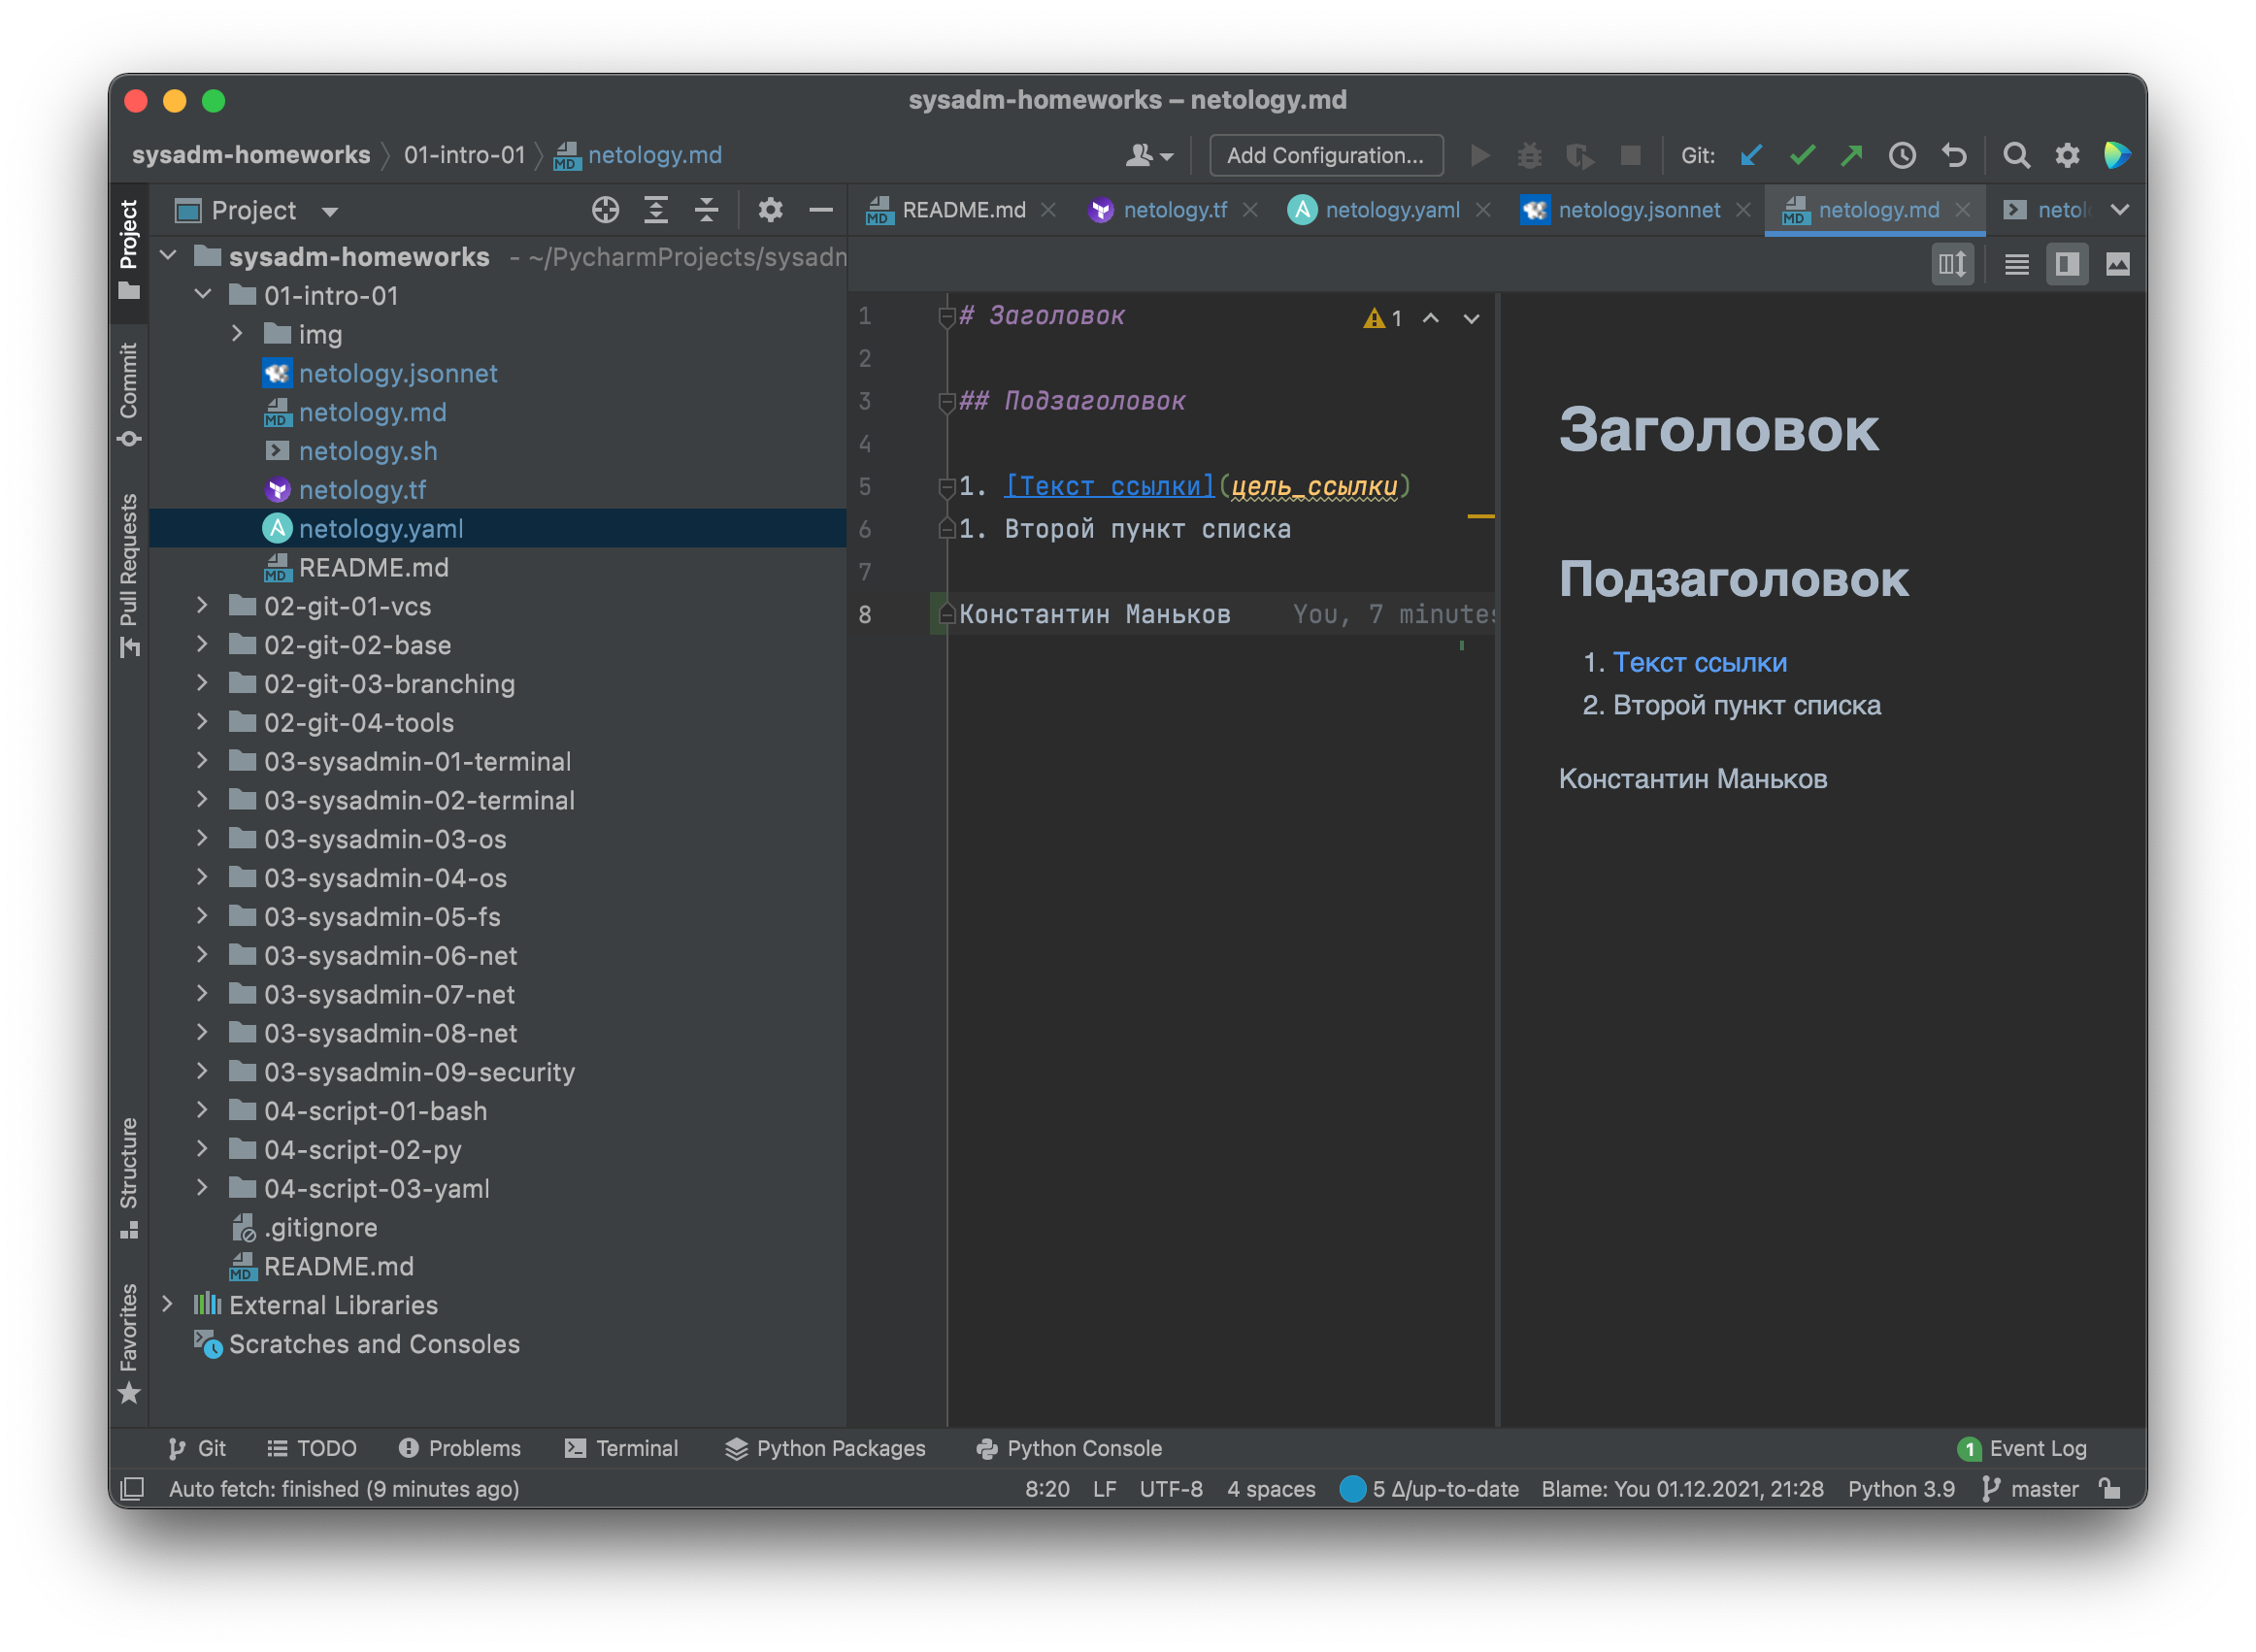 sysadm-homeworks – netology.md
sysadm-homeworks 01-intro-01 netology.md
Add Configuration... Git:
Project
README.md netology.tf netology.yaml netology.jsonnet netology.md netol
Project
Commit
Pull Requests
Structure
Favorites
sysadm-homeworks - ~/PycharmProjects/sysadm
01-intro-01
img
netology.jsonnet
netology.md
netology.sh
netology.tf
netology.yaml
README.md
02-git-01-vcs
02-git-02-base
02-git-03-branching
02-git-04-tools
03-sysadmin-01-terminal
03-sysadmin-02-terminal
03-sysadmin-03-os
03-sysadmin-04-os
03-sysadmin-05-fs
03-sysadmin-06-net
03-sysadmin-07-net
03-sysadmin-08-net
03-sysadmin-09-security
04-script-01-bash
04-script-02-py
04-script-03-yaml
.gitignore
README.md
External Libraries
Scratches and Consoles
1 # Заголовок
1
2
3 ## Подзаголовок
4
5 1. [Текст ссылки](цель_ссылки)
6 1. Второй пункт списка
7
8 Константин Маньков You, 7 minutes
Заголовок
Подзаголовок
1. Текст ссылки
2. Второй пункт списка
Константин Маньков
Git TODO Problems Terminal Python Packages Python Console 1 Event Log
Auto fetch: finished (9 minutes ago) 8:20 LF UTF-8 4 spaces 5 Δ/up-to-date Blame: You 01.12.2021, 21:28 Python 3.9 master